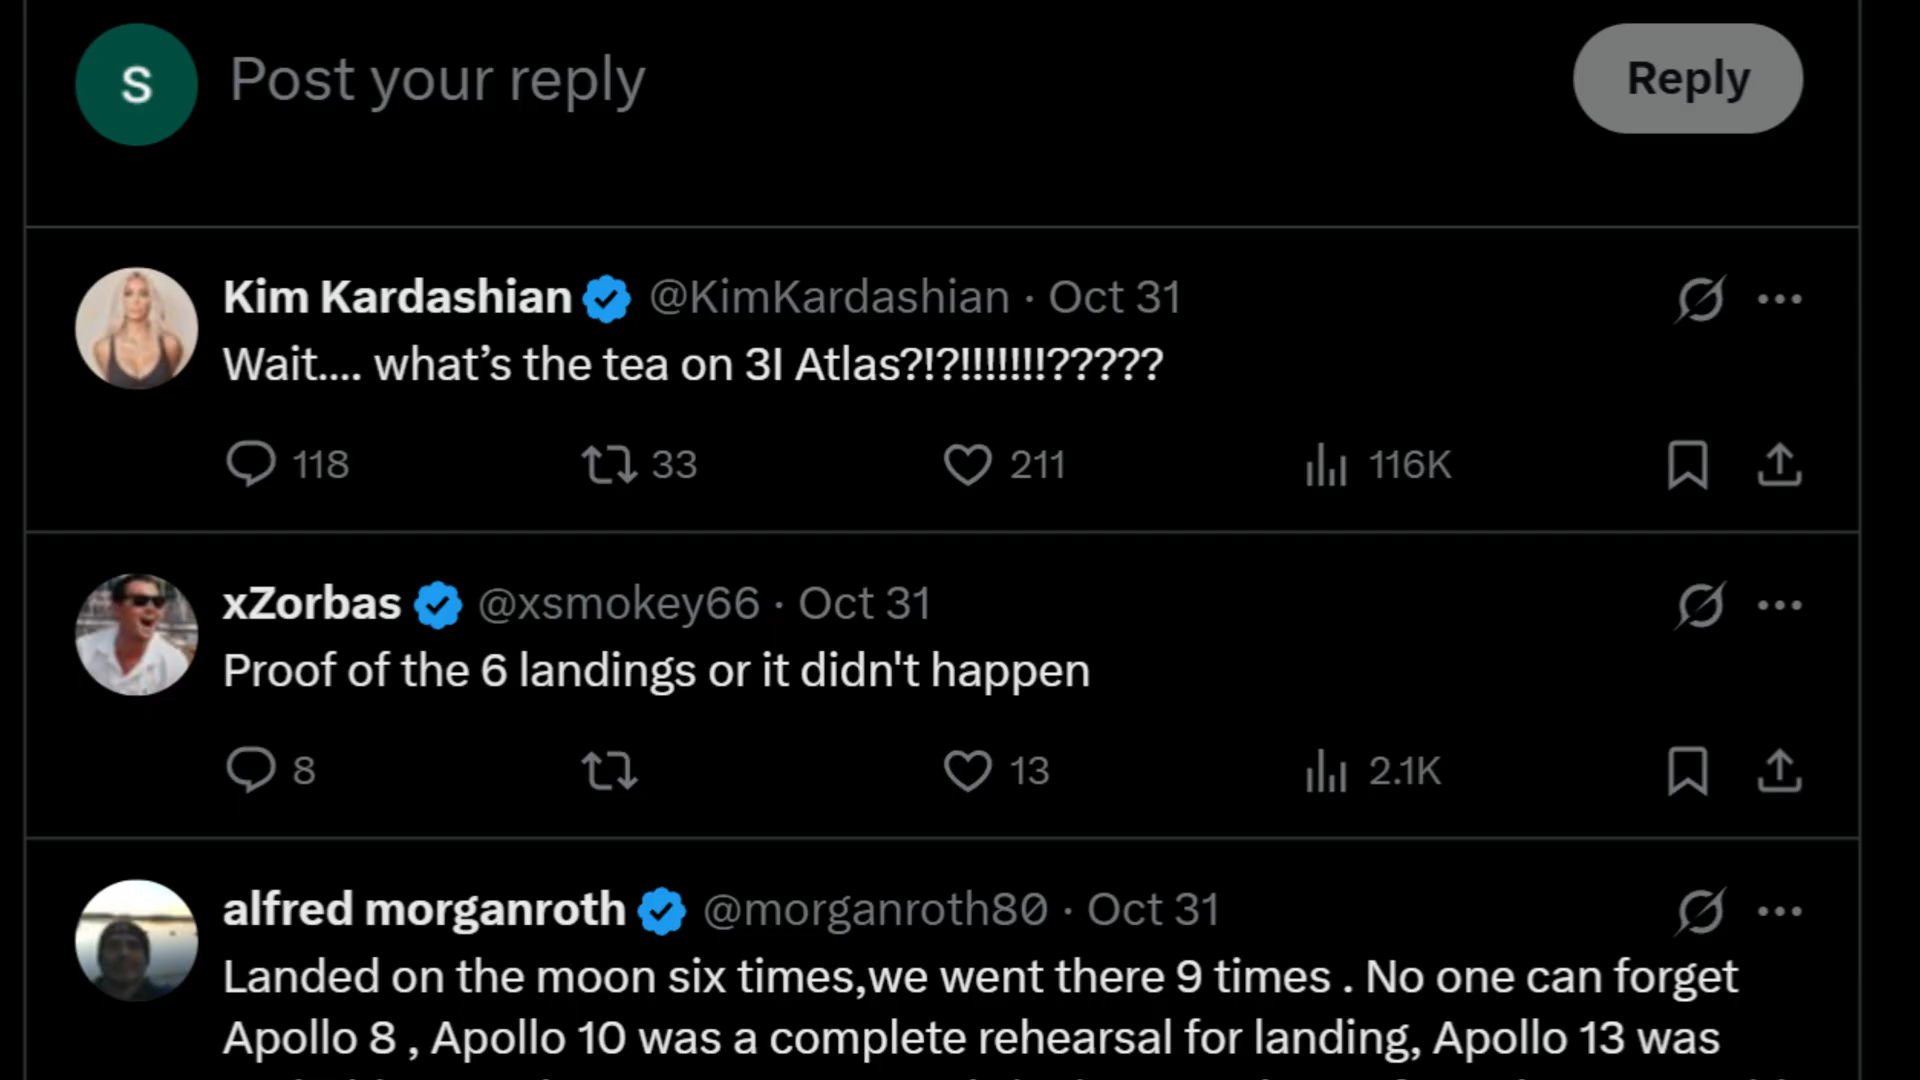 S
Post your reply
Reply
Kim Kardashian @KimKardashian · Oct 31
Wait.... what’s the tea on 3I Atlas?!?!!!!!!!?????
118 33 211 116K
xZorbas @xsmokey66 · Oct 31
Proof of the 6 landings or it didn't happen
8 13 2.1K
alfred morganroth @morganroth80 · Oct 31
Landed on the moon six times,we went there 9 times . No one can forget
Apollo 8 , Apollo 10 was a complete rehearsal for landing, Apollo 13 was